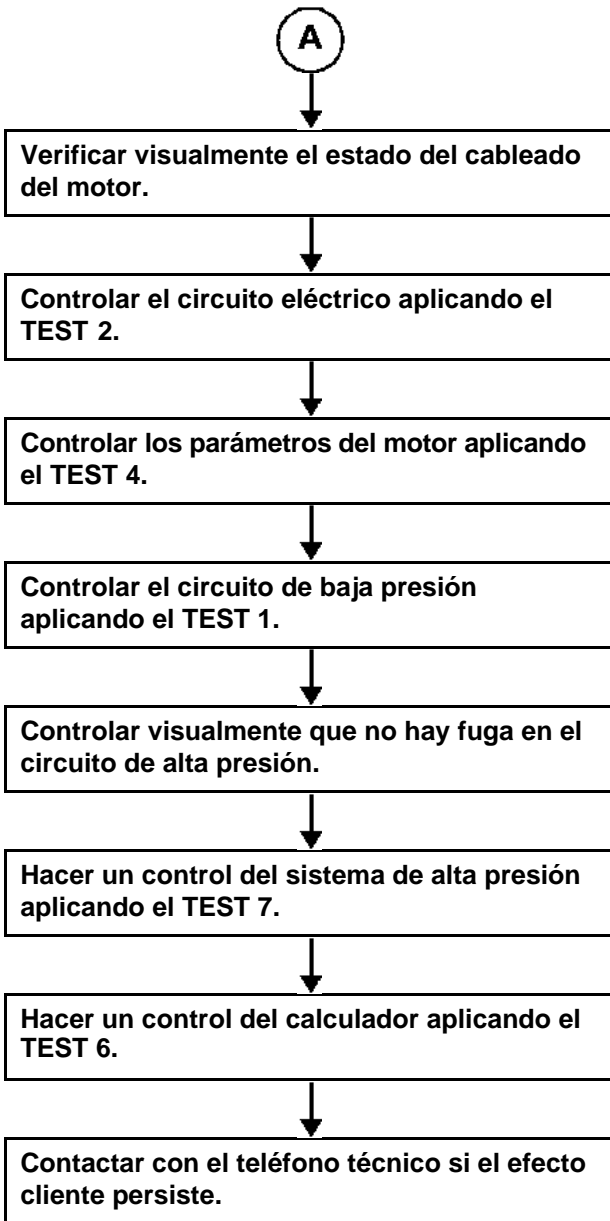 A
Verificar visualmente el estado del cableado
del motor.
Controlar el circuito eléctrico aplicando el
TEST 2.
Controlar los parámetros del motor aplicando
el TEST 4.
Controlar el circuito de baja presión
aplicando el TEST 1.
Controlar visualmente que no hay fuga en el
circuito de alta presión.
Hacer un control del sistema de alta presión
aplicando el TEST 7.
Hacer un control del calculador aplicando el
TEST 6.
Contactar con el teléfono técnico si el efecto
cliente persiste.